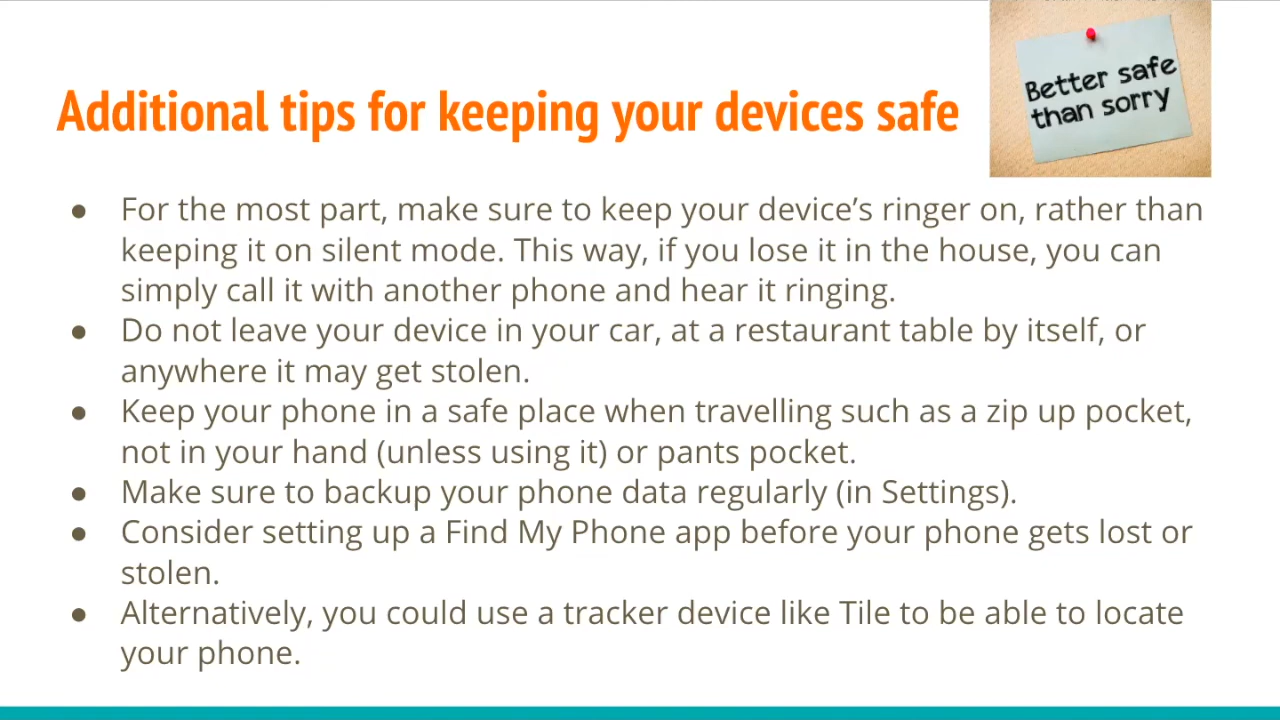 Better safe
than sorry
Additional tips for keeping your devices safe
● For the most part, make sure to keep your device’s ringer on, rather than
keeping it on silent mode. This way, if you lose it in the house, you can
simply call it with another phone and hear it ringing.
● Do not leave your device in your car, at a restaurant table by itself, or
anywhere it may get stolen.
● Keep your phone in a safe place when travelling such as a zip up pocket,
not in your hand (unless using it) or pants pocket.
● Make sure to backup your phone data regularly (in Settings).
● Consider setting up a Find My Phone app before your phone gets lost or
stolen.
● Alternatively, you could use a tracker device like Tile to be able to locate
your phone.